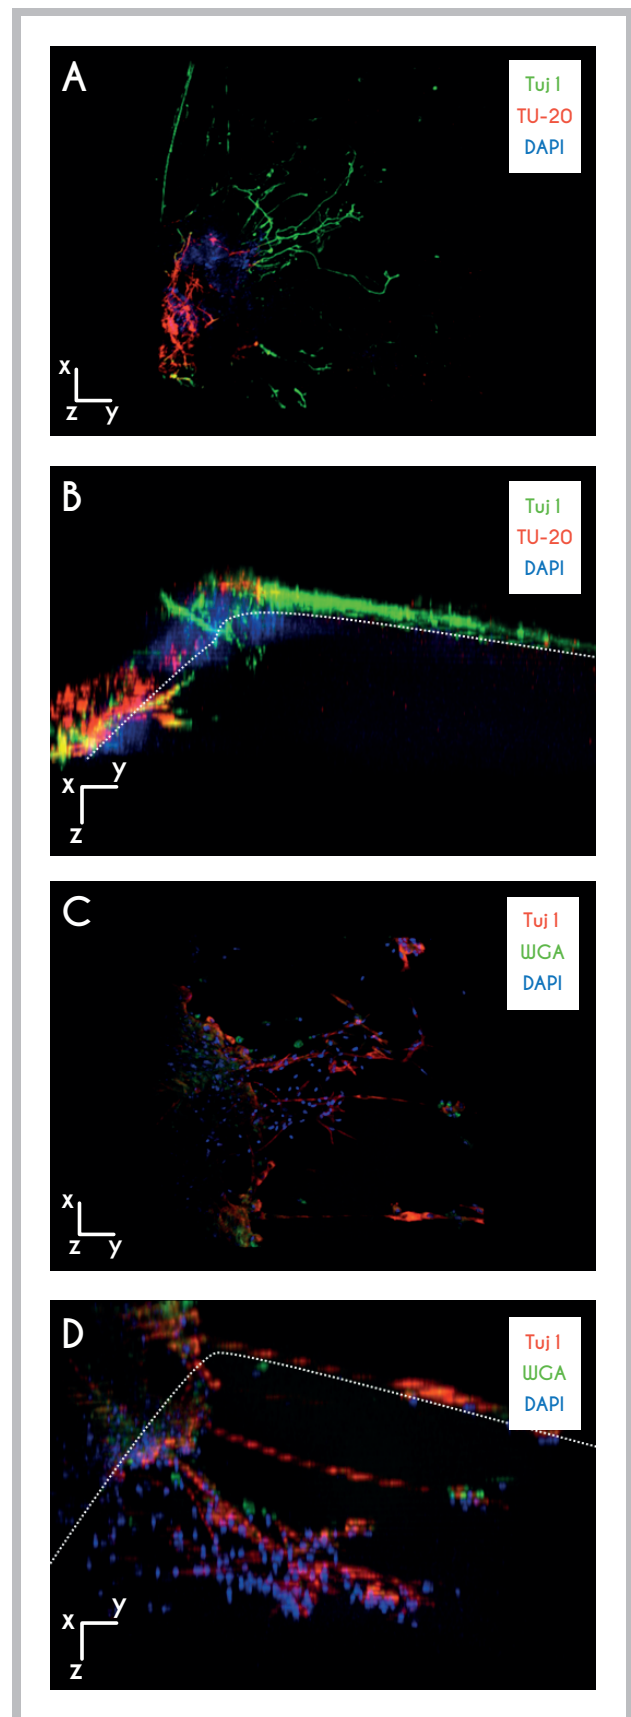 A
Tuj 1
TU-20
DAPI
x
z y
B
Tuj 1
TU-20
DAPI
x y
z
C
Tuj 1
WGA
DAPI
x
z y
D
Tuj 1
WGA
DAPI
x y
z